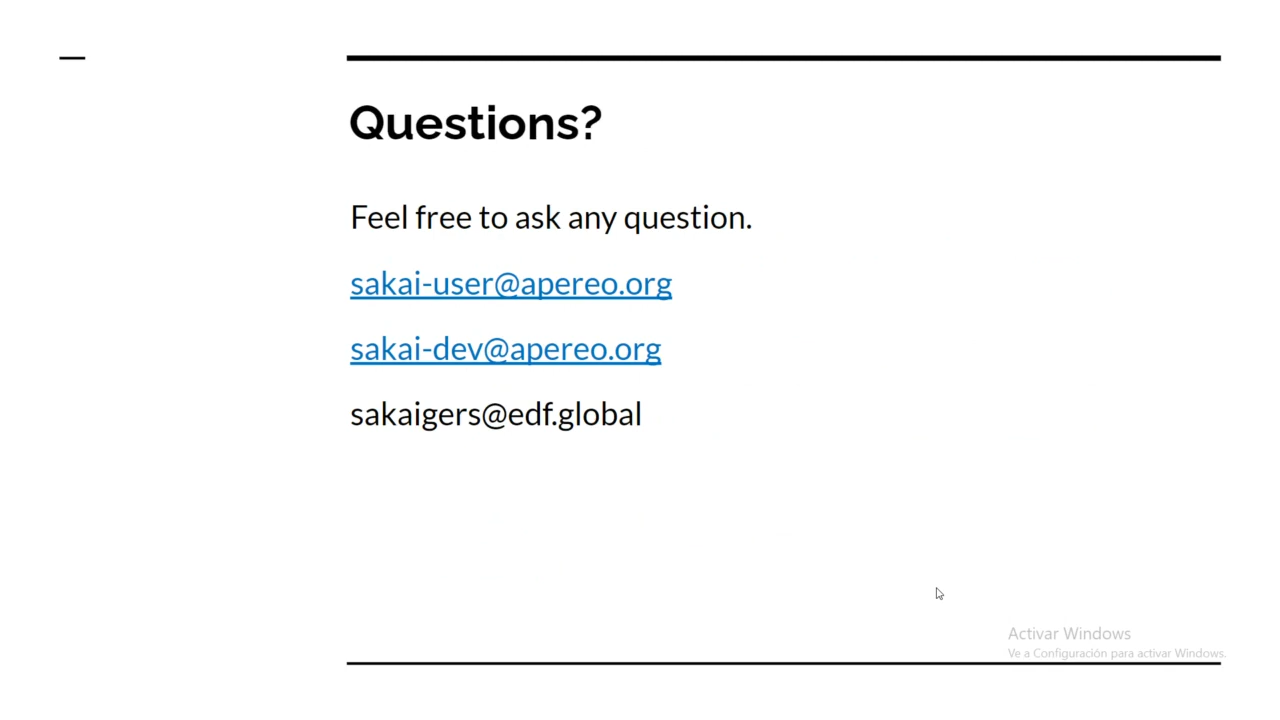 Questions?
Feel free to ask any question.
sakai-user@apereo.org
sakai-dev@apereo.org
sakaigers@edf.global
Activar Windows
Ve a Configuración para activar Windows.